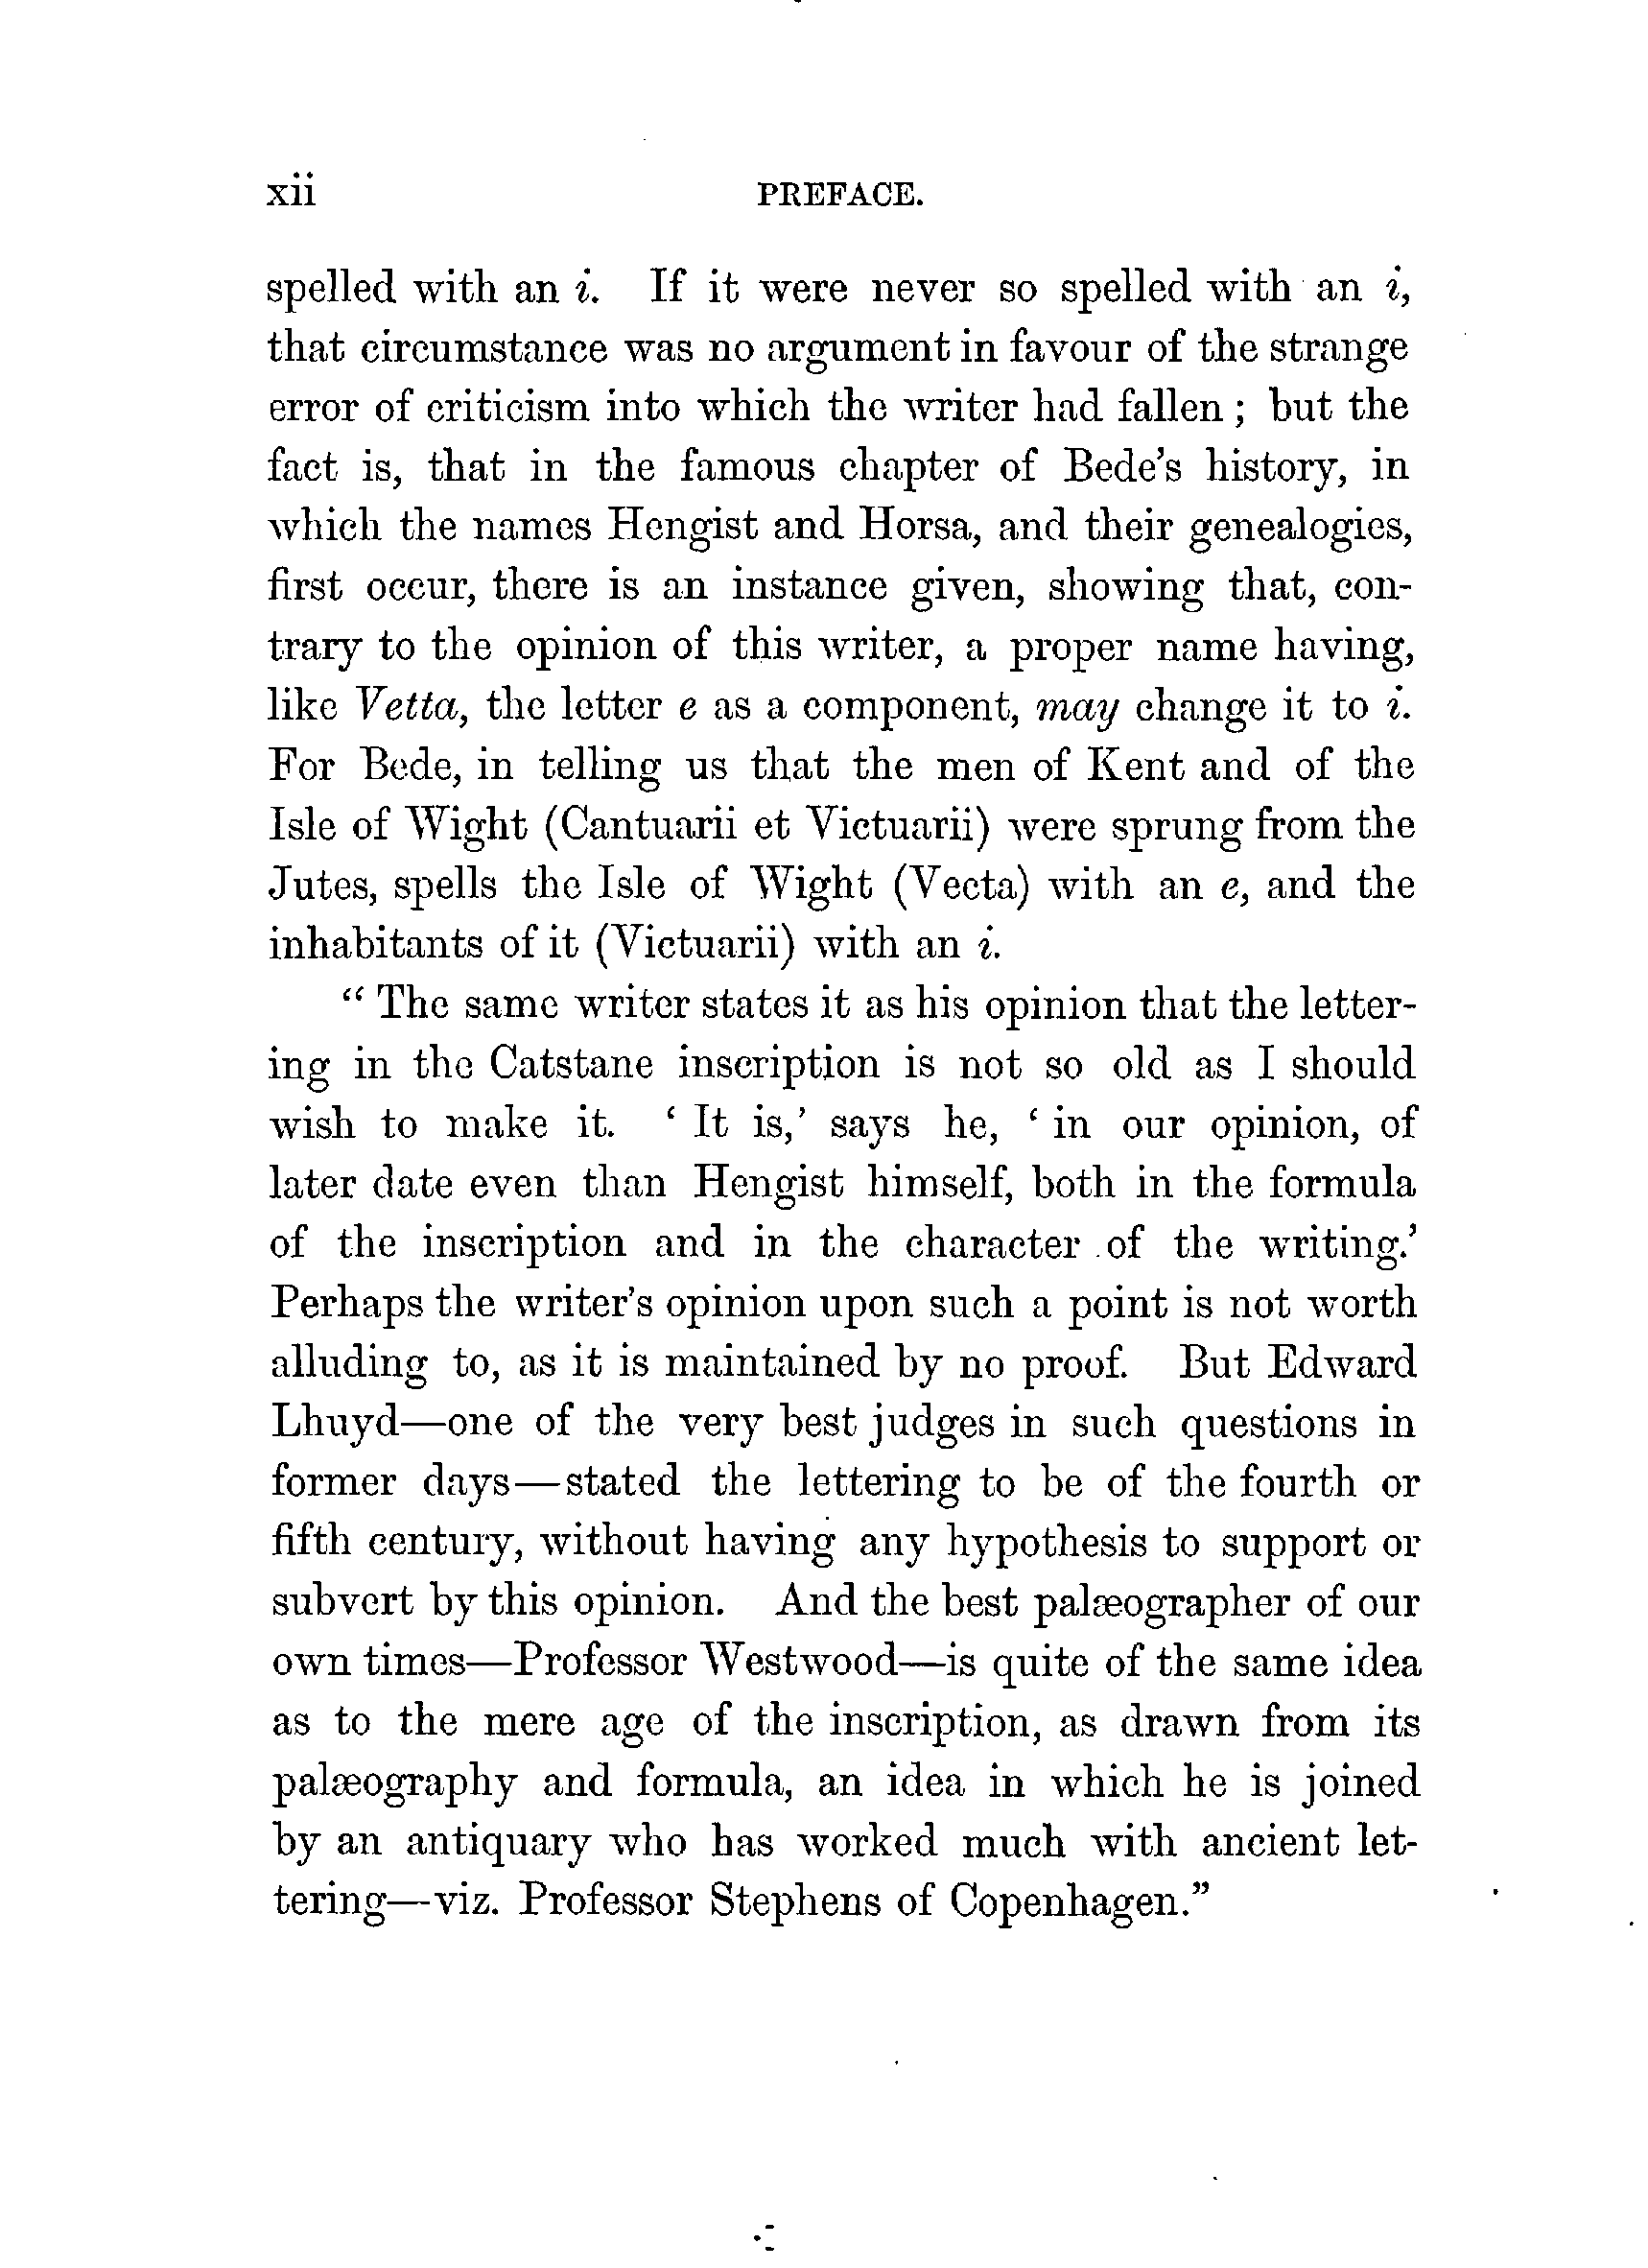 xii PREFACE.
spelled with an i. If it were never so spelled with an i,
that circumstance was no argument in favour of the strange
error of criticism into which the writer had fallen ; but the
fact is, that in the famous chapter of Bede's history, in
which the names Hengist and Horsa, and their genealogies,
first occur, there is an instance given, showing that, con-
trary to the opinion of this writer, a proper name having,
like Vetta, the letter e as a component, may change it to i.
For Bede, in telling us that the men of Kent and of the
Isle of Wight (Cantuarii et Victuarii) were sprung from the
Jutes, spells the Isle of Wight (Vecta) with an e, and the
inhabitants of it (Victuarii) with an i.
“ The same writer states it as his opinion that the letter-
ing in the Catstane inscription is not so old as I should
wish to make it. ‘ It is,’ says he, ‘ in our opinion, of
later date even than Hengist himself, both in the formula
of the inscription and in the character of the writing.’
Perhaps the writer's opinion upon such a point is not worth
alluding to, as it is maintained by no proof. But Edward
Lhuyd—one of the very best judges in such questions in
former days—stated the lettering to be of the fourth or
fifth century, without having any hypothesis to support or
subvert by this opinion. And the best palæographer of our
own times—Professor Westwood—is quite of the same idea
as to the mere age of the inscription, as drawn from its
palæography and formula, an idea in which he is joined
by an antiquary who has worked much with ancient let-
tering—viz. Professor Stephens of Copenhagen.”